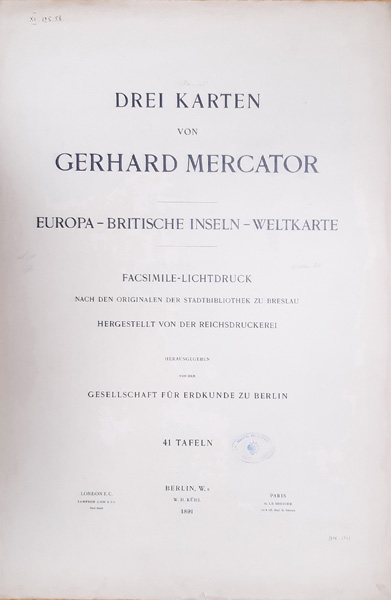 DREI KARTEN
VON
GERHARD MERCATOR
EUROPA – BRITISCHE INSELN – WELTKARTE
FACSIMILE-LICHTDRUCK
NACH DEN ORIGINALEN DER STADTBIBLIOTHEK ZU BRESLAU
HERGESTELLT VON DER REICHSDRUCKEREI
HERAUSGEGEBEN
VON DER
GESELLSCHAFT FÜR ERDKUNDE ZU BERLIN
41 TAFELN
LONDON E.C.
BERLIN, W.
W. H. KÜHL
1891
PARIS